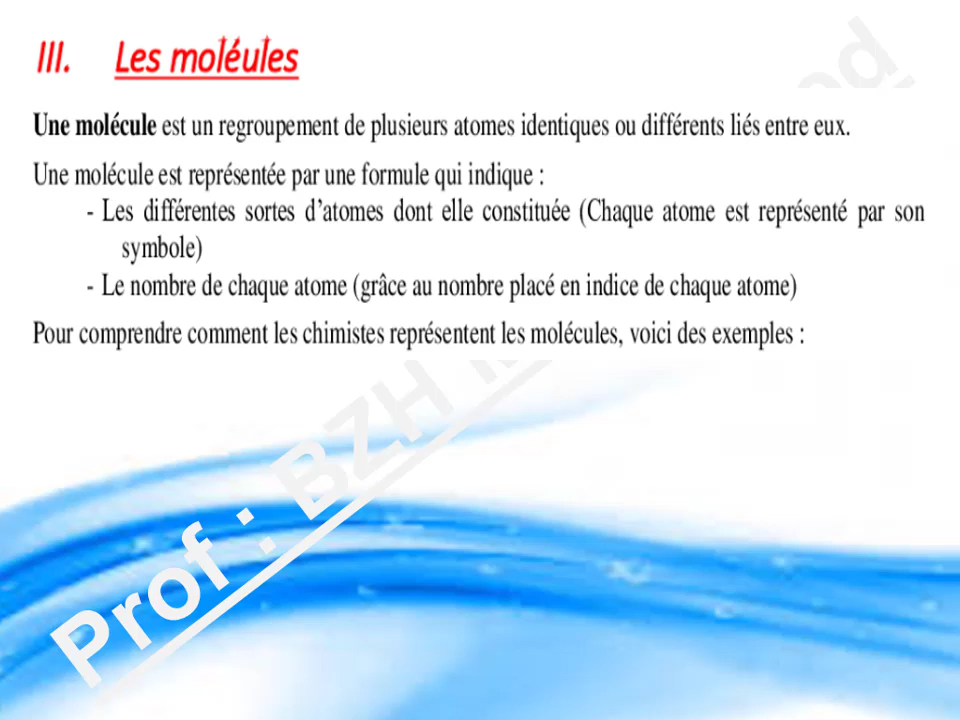 III. Les moléules
Une molécule est un regroupement de plusieurs atomes identiques ou différents liés entre eux.
Une molécule est représentée par une formule qui indique :
- Les différentes sortes d'atomes dont elle constituée (Chaque atome est représenté par son
symbole)
- Le nombre de chaque atome (grâce au nombre placé en indice de chaque atome)
Pour comprendre comment les chimistes représentent les molécules, voici des exemples :
Prof : BZH